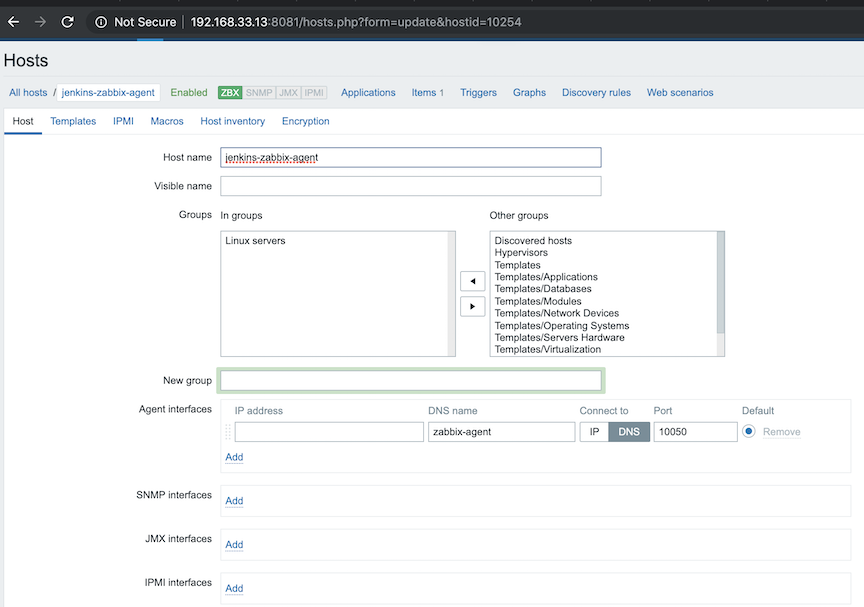 Not Secure | 192.168.33.13:8081/hosts.php?form=update&hostid=10254
Hosts
All hosts / jenkins-zabbix-agent Enabled ZBX SNMP JMX IPMI Applications Items 1 Triggers Graphs Discovery rules Web scenarios
Host Templates IPMI Macros Host inventory Encryption
Host name jenkins-zabbix-agent
Visible name
Groups In groups Other groups
Linux servers
Discovered hosts
Hypervisors
Templates
Templates/Applications
Templates/Databases
Templates/Modules
Templates/Network Devices
Templates/Operating Systems
Templates/Servers Hardware
Templates/Virtualization
New group
Agent interfaces IP address DNS name Connect to Port Default
zabbix-agent IP DNS 10050 Remove
Add
SNMP interfaces Add
JMX interfaces Add
IPMI interfaces Add